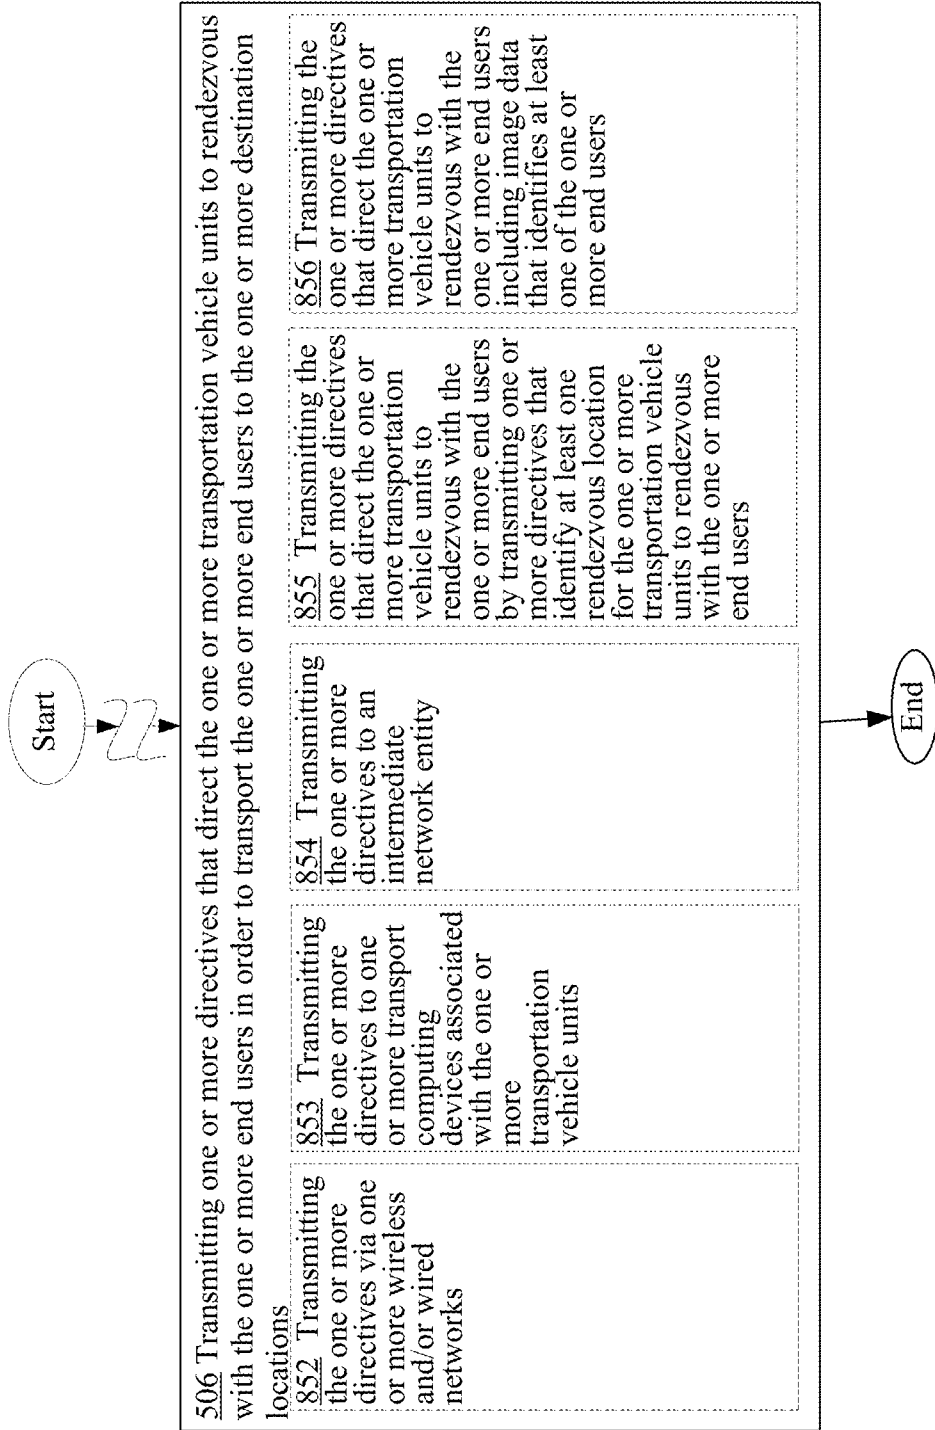 Start
506 Transmitting one or more directives that direct the one or more transportation vehicle units to rendezvous
with the one or more end users in order to transport the one or more end users to the one or more destination
locations
852 Transmitting
the one or more
directives via one
or more wireless
and/or wired
networks
853 Transmitting
the one or more
directives to one
or more transport
computing
devices associated
with the one or
more
transportation
vehicle units
854 Transmitting
the one or more
directives to an
intermediate
network entity
855 Transmitting the
one or more directives
that direct the one or
more transportation
vehicle units to
rendezvous with the
one or more end users
by transmitting one or
more directives that
identify at least one
rendezvous location
for the one or more
transportation vehicle
units to rendezvous
with the one or more
end users
856 Transmitting the
one or more directives
that direct the one or
more transportation
vehicle units to
rendezvous with the
one or more end users
including image data
that identifies at least
one of the one or
more end users
End